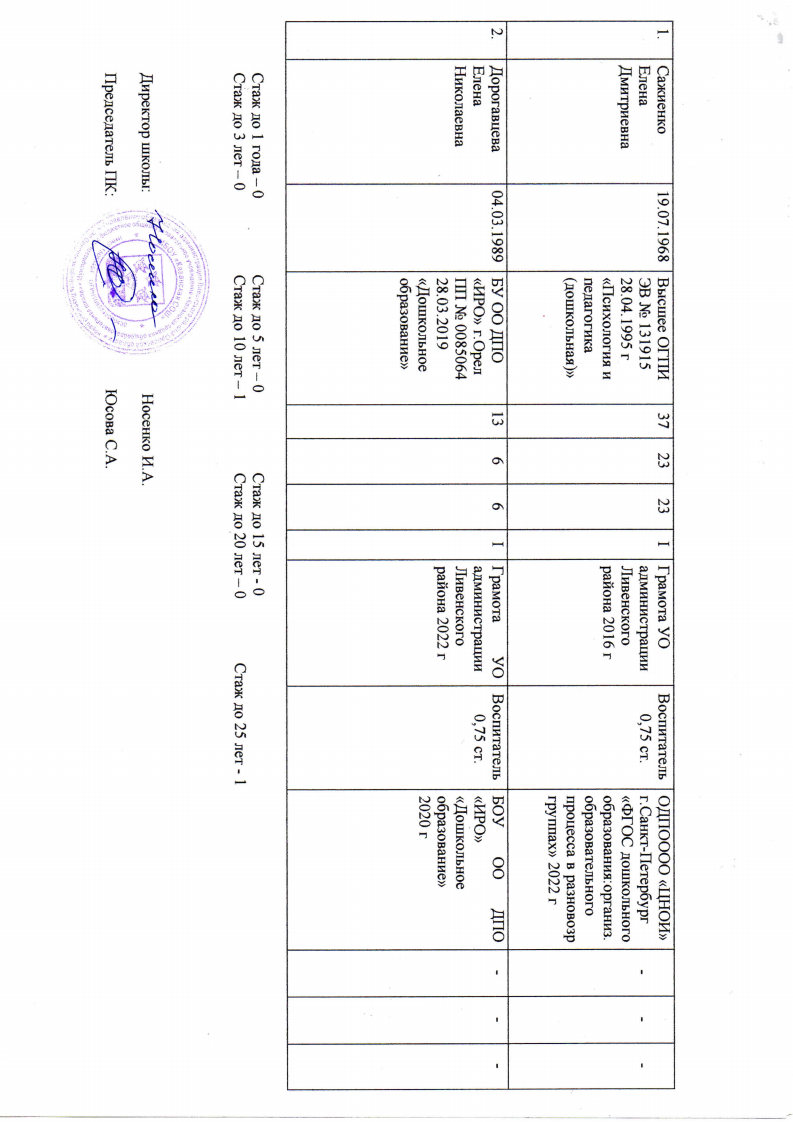 1.
Сажиенко
Елена
Дмитриевна
19.07.1968
Высшее ОГПИ
ЭВ № 131915
28.04.1995 г
«Психология и
педагогика
(дошкольная)»
37
23
23
I
Грамота УО
администрации
Ливенского
района 2016 г
Воспитатель
0,75 ст.
ОДПОООО «ЦНОИ»
г.Санкт-Петербург
«ФГОС дошкольного
образования:организ.
образовательного
процесса в разновозр
группах» 2022 г
-
-
-
2.
Дорогавцева
Елена
Николаевна
04.03.1989
БУ ОО ДПО
«ИРО» г.Орел
ПП № 0085064
28.03.2019
«Дошкольное
образование»
13
6
6
I
Грамота УО
администрации
Ливенского
района 2022 г
Воспитатель
0,75 ст.
БОУ ОО ДПО
«ИРО»
«Дошкольное
образование»
2020 г
-
-
-
Стаж до 1 года – 0 Стаж до 5 лет – 0 Стаж до 15 лет - 0
Стаж до 3 лет – 0 Стаж до 10 лет – 1 Стаж до 20 лет – 0 Стаж до 25 лет - 1
Директор школы: Носенко И.А.
Председатель ПК: Юсова С.А.